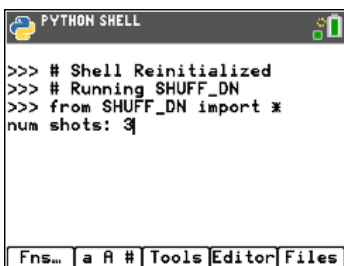 PYTHON SHELL
>>> # Shell Reinitialized
>>> # Running SHUFF_DN
>>> from SHUFF_DN import *
num shots: 3
Fns… a A # Tools Editor Files